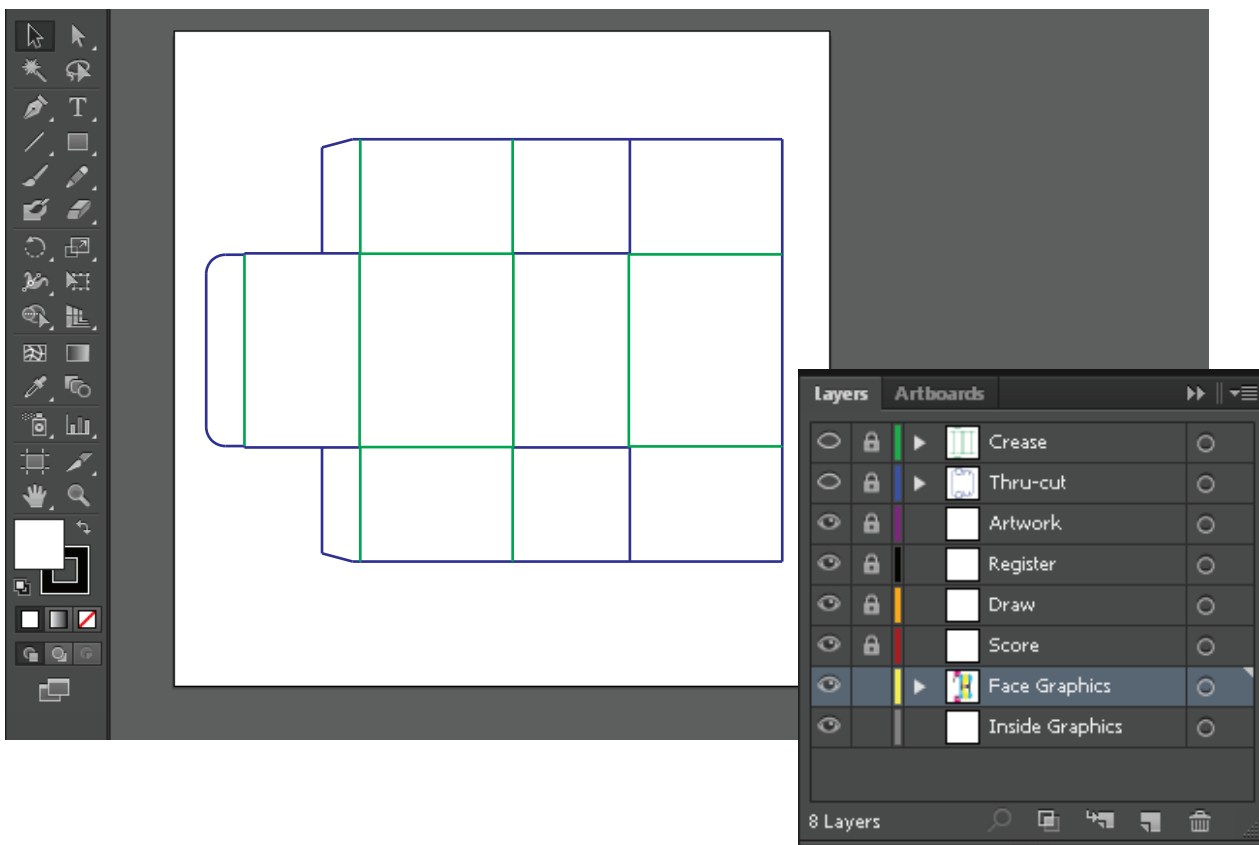 T
Layers Artboards
Crease
Thru-cut
Artwork
Register
Draw
Score
Face Graphics
Inside Graphics
8 Layers